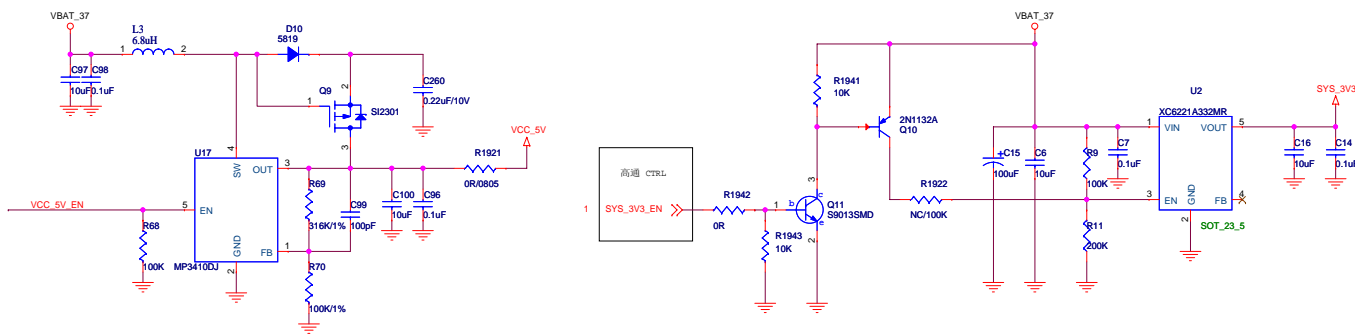 VBAT_37
L3
6.8uH
1
2
D10
5819
C97
10uF
C98
0.1uF
Q9
2
1
3
SI2301
C260
0.22uF/10V
VCC_5V
U17
4
SW
OUT
3
5
EN
GND
2
FB
1
MP3410DJ
VCC_5V_EN
R68
100K
R69
316K/1%
C99
100pF
C100
10uF
C96
0.1uF
R1921
0R/0805
R70
100K/1%
VBAT_37
R1941
10K
2N1132A
Q10
高通 CTRL
1
SYS_3V3_EN
R1942
0R
R1943
10K
1
b
3
c
e
2
Q11
S9013SMD
R1922
NC/100K
C15
100uF
C6
10uF
R9
100K
C7
0.1uF
R11
200K
U2
XC6221A332MR
1
VIN
VOUT
5
3
EN
GND
2
FB
4
SOT_23_5
SYS_3V3
C16
10uF
C14
0.1uF